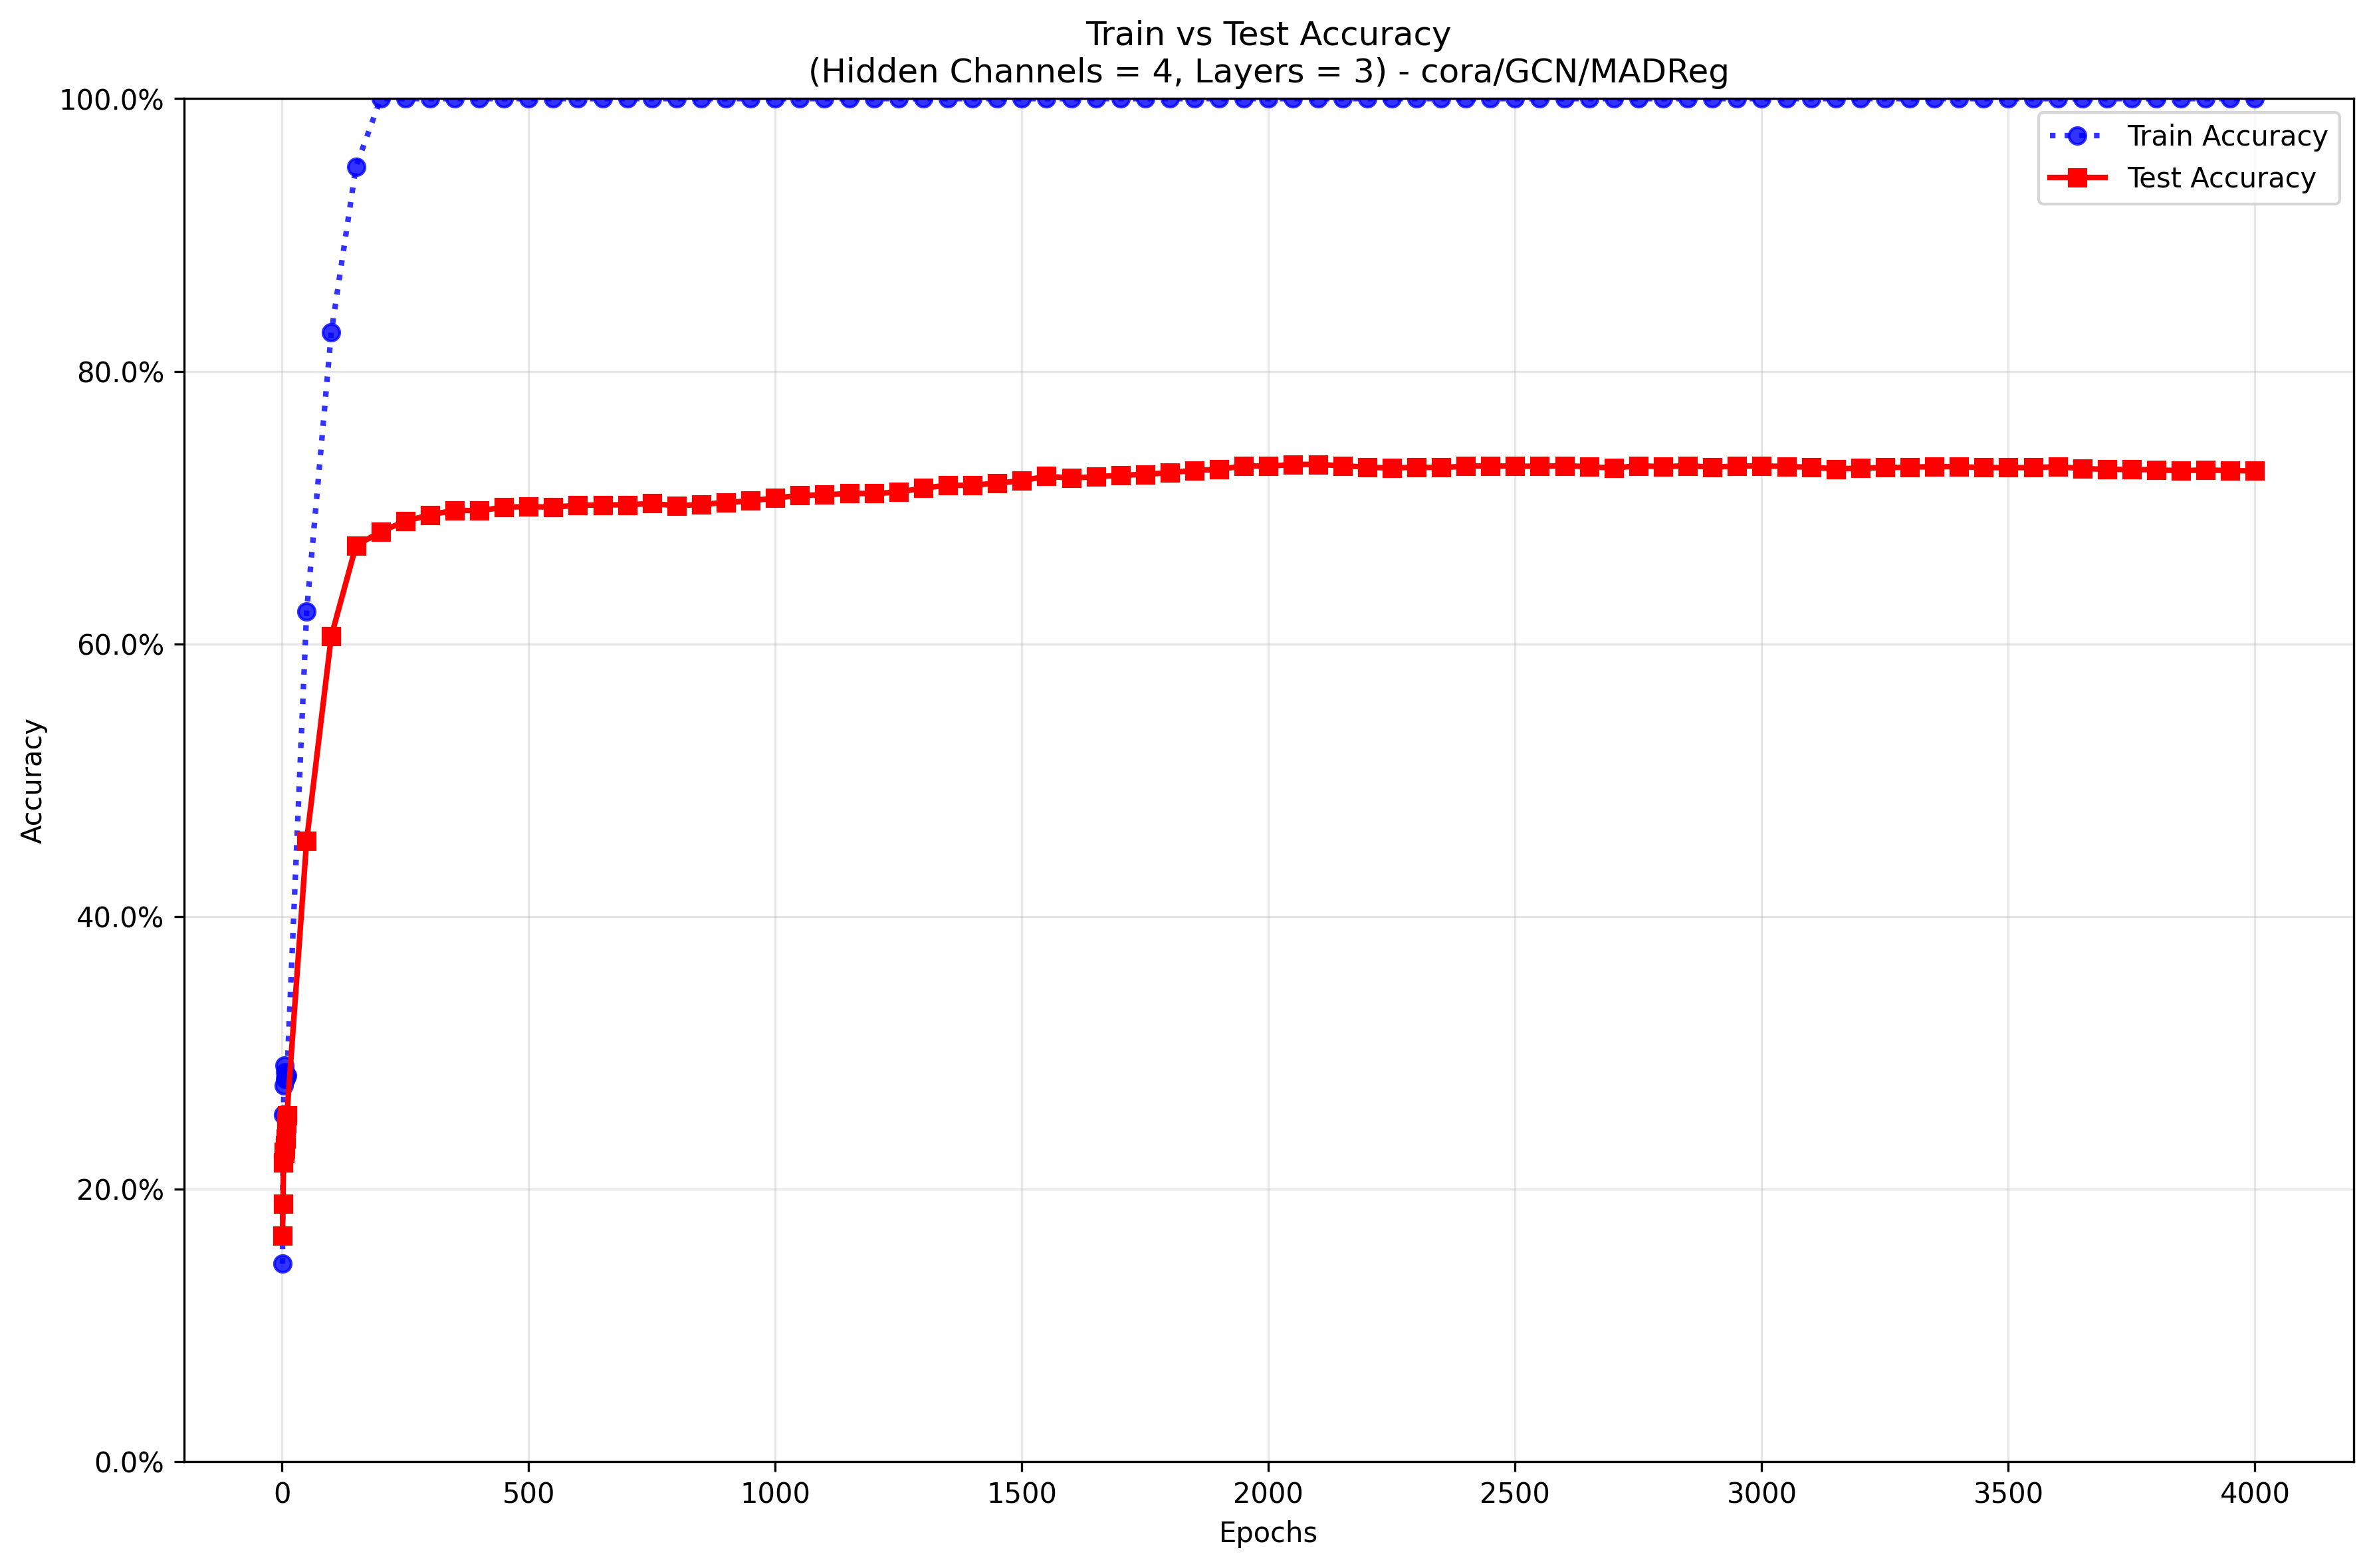 Train vs Test Accuracy
(Hidden Channels = 4, Layers = 3) - cora/GCN/MADReg
100.0%
80.0%
60.0%
40.0%
20.0%
0.0%
Accuracy
Train Accuracy
Test Accuracy
0 500 1000 1500 2000 2500 3000 3500 4000
Epochs